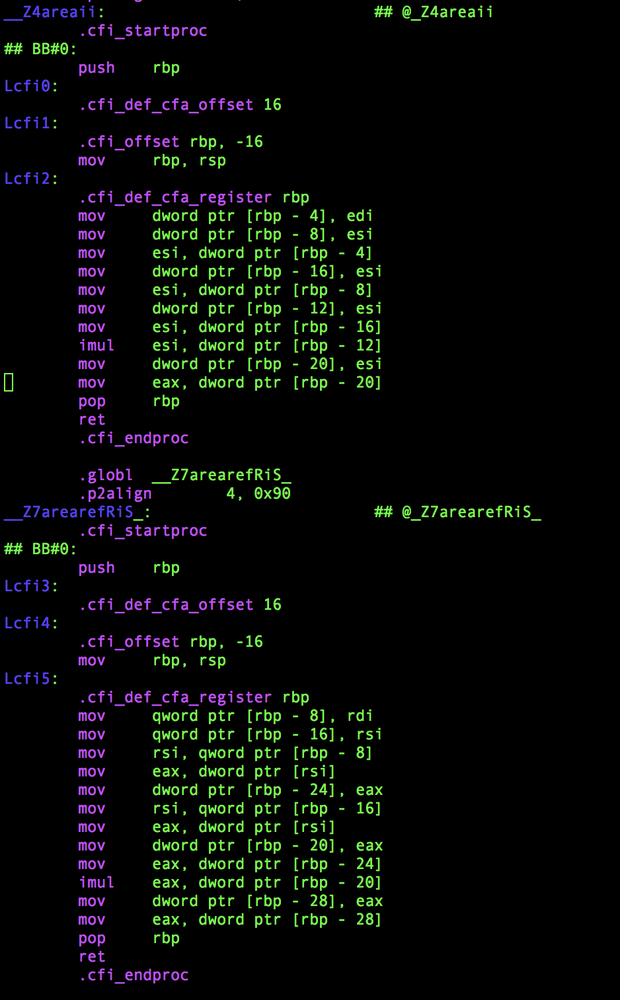 __Z4areaii:                             ## @_Z4areaii
        .cfi_startproc
## BB#0:
        push    rbp
Lcfi0:
        .cfi_def_cfa_offset 16
Lcfi1:
        .cfi_offset rbp, -16
        mov     rbp, rsp
Lcfi2:
        .cfi_def_cfa_register rbp
        mov     dword ptr [rbp - 4], edi
        mov     dword ptr [rbp - 8], esi
        mov     esi, dword ptr [rbp - 4]
        mov     dword ptr [rbp - 16], esi
        mov     esi, dword ptr [rbp - 8]
        mov     dword ptr [rbp - 12], esi
        mov     esi, dword ptr [rbp - 16]
        imul    esi, dword ptr [rbp - 12]
        mov     dword ptr [rbp - 20], esi
        mov     eax, dword ptr [rbp - 20]
        pop     rbp
        ret
        .cfi_endproc

        .globl  __Z7arearefRiS_
        .p2align        4, 0x90
__Z7arearefRiS_:                        ## @_Z7arearefRiS_
        .cfi_startproc
## BB#0:
        push    rbp
Lcfi3:
        .cfi_def_cfa_offset 16
Lcfi4:
        .cfi_offset rbp, -16
        mov     rbp, rsp
Lcfi5:
        .cfi_def_cfa_register rbp
        mov     qword ptr [rbp - 8], rdi
        mov     qword ptr [rbp - 16], rsi
        mov     rsi, qword ptr [rbp - 8]
        mov     eax, dword ptr [rsi]
        mov     dword ptr [rbp - 24], eax
        mov     rsi, qword ptr [rbp - 16]
        mov     eax, dword ptr [rsi]
        mov     dword ptr [rbp - 20], eax
        mov     eax, dword ptr [rbp - 24]
        imul    eax, dword ptr [rbp - 20]
        mov     dword ptr [rbp - 28], eax
        mov     eax, dword ptr [rbp - 28]
        pop     rbp
        ret
        .cfi_endproc